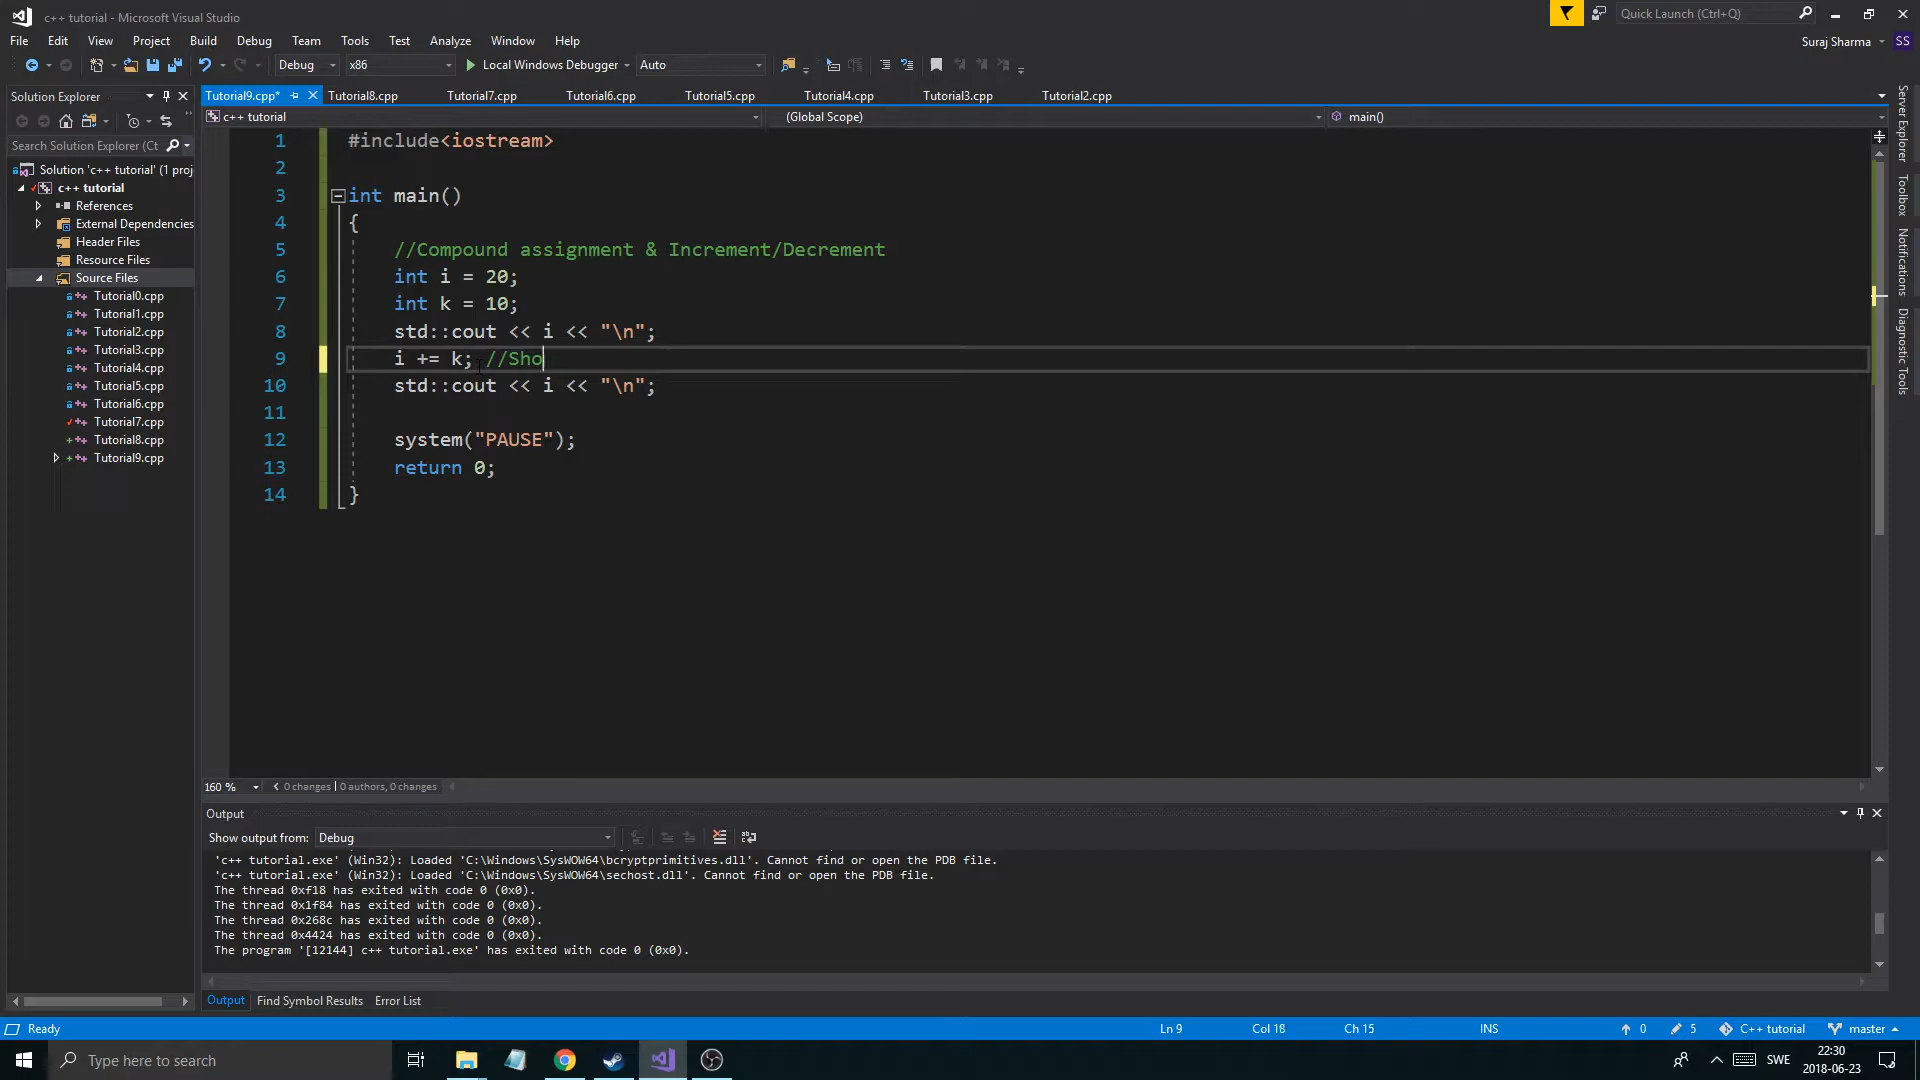 c++ tutorial - Microsoft Visual Studio
Quick Launch (Ctrl+Q)
File Edit View Project Build Debug Team Tools Test Analyze Window Help
Suraj Sharma SS
Debug x86 Local Windows Debugger Auto
Solution Explorer
Search Solution Explorer (Ct
Solution 'c++ tutorial' (1 proj
c++ tutorial
References
External Dependencies
Header Files
Resource Files
Source Files
Tutorial0.cpp
Tutorial1.cpp
Tutorial2.cpp
Tutorial3.cpp
Tutorial4.cpp
Tutorial5.cpp
Tutorial6.cpp
Tutorial7.cpp
Tutorial8.cpp
Tutorial9.cpp
Tutorial9.cpp* Tutorial8.cpp Tutorial7.cpp Tutorial6.cpp Tutorial5.cpp Tutorial4.cpp Tutorial3.cpp Tutorial2.cpp
c++ tutorial (Global Scope) main()
1 #include<iostream>
2
3 int main()
4 {
5 //Compound assignment & Increment/Decrement
6 int i = 20;
7 int k = 10;
8 std::cout << i << "\n";
9 i += k; //Sho
10 std::cout << i << "\n";
11
12 system("PAUSE");
13 return 0;
14 }
Server Explorer
Toolbox
Notifications
Diagnostic Tools
160 % 0 changes | 0 authors, 0 changes
Output
Show output from: Debug
'c++ tutorial.exe' (Win32): Loaded 'C:\Windows\SysWOW64\bcryptprimitives.dll'. Cannot find or open the PDB file.
'c++ tutorial.exe' (Win32): Loaded 'C:\Windows\SysWOW64\sechost.dll'. Cannot find or open the PDB file.
The thread 0xf18 has exited with code 0 (0x0).
The thread 0x1f84 has exited with code 0 (0x0).
The thread 0x268c has exited with code 0 (0x0).
The thread 0x4424 has exited with code 0 (0x0).
The program '[12144] c++ tutorial.exe' has exited with code 0 (0x0).
Output Find Symbol Results Error List
Ready Ln 9 Col 18 Ch 15 INS 0 5 C++ tutorial master
Type here to search
SWE
22:30
2018-06-23